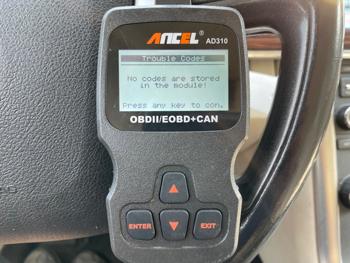 ANCEL®
AD310
Trouble Codes
No codes are stored
in the module!
Press any key to con.
OBDII/EOBD+CAN
ENTER
EXIT